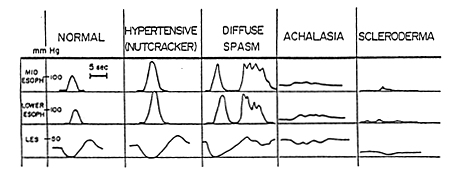 NORMAL HYPERTENSIVE (NUTCRACKER) DIFFUSE SPASM ACHALASIA SCLERODERMA
mm Hg
5 sec
MID ESOPH 100
LOWER ESOPH 100
LES 50